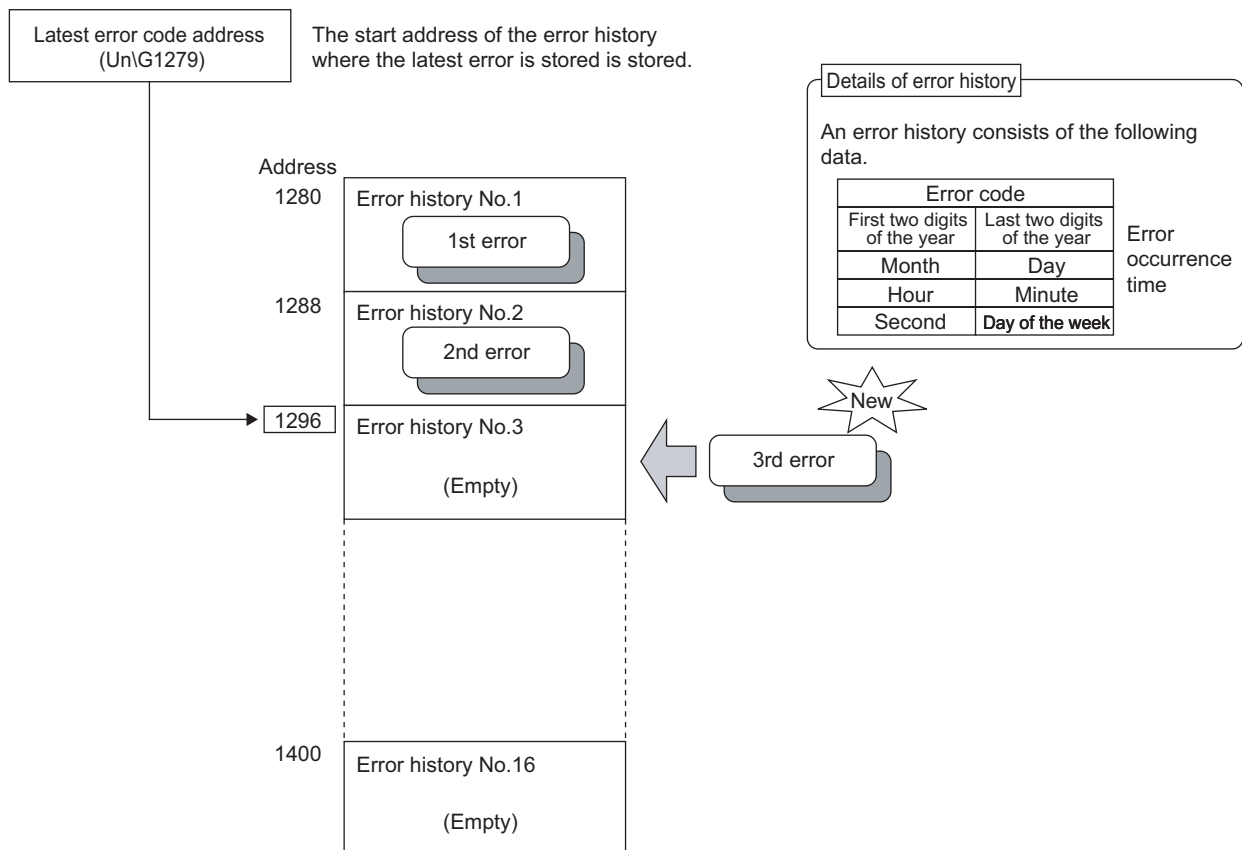 Latest error code address
(Un\G1279)
The start address of the error history
where the latest error is stored is stored.
Details of error history
An error history consists of the following
data.
Error code
First two digits
of the year
Last two digits
of the year
Month
Day
Hour
Minute
Second
Day of the week
Error
occurrence
time
Address
1280
Error history No.1
1st error
1288
Error history No.2
2nd error
1296
Error history No.3
(Empty)
New
3rd error
1400
Error history No.16
(Empty)